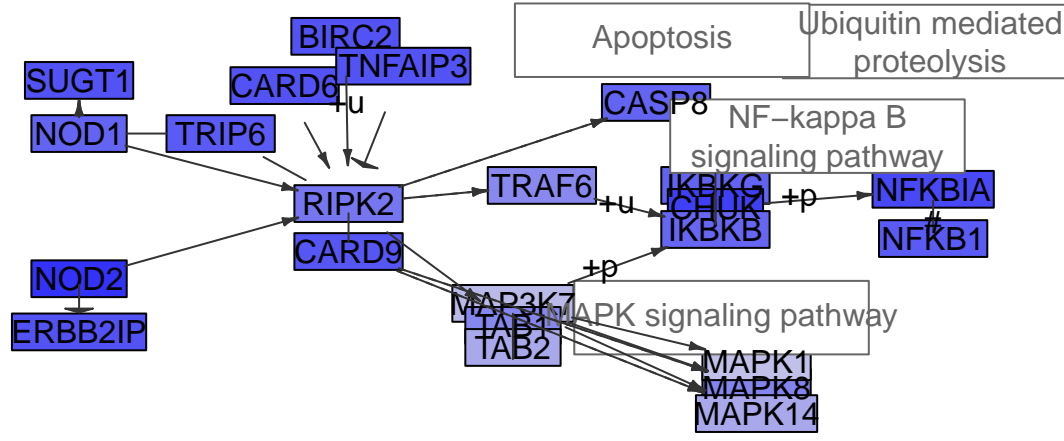 BIRC2
Apoptosis
Ubiquitin mediated
proteolysis
TNFAIP3
SUGT1
CARD6
+u
CASP8
NOD1
TRIP6
NF−kappa B
signaling pathway
RIPK2
TRAF6
+u
IKBKG
CHUK
IKBKB
+p
NFKBIA
#
NFKB1
NOD2
CARD9
+p
ERBB2IP
MAP3K7
TAB1
TAB2
MAPK signaling pathway
MAPK1
MAPK8
MAPK14